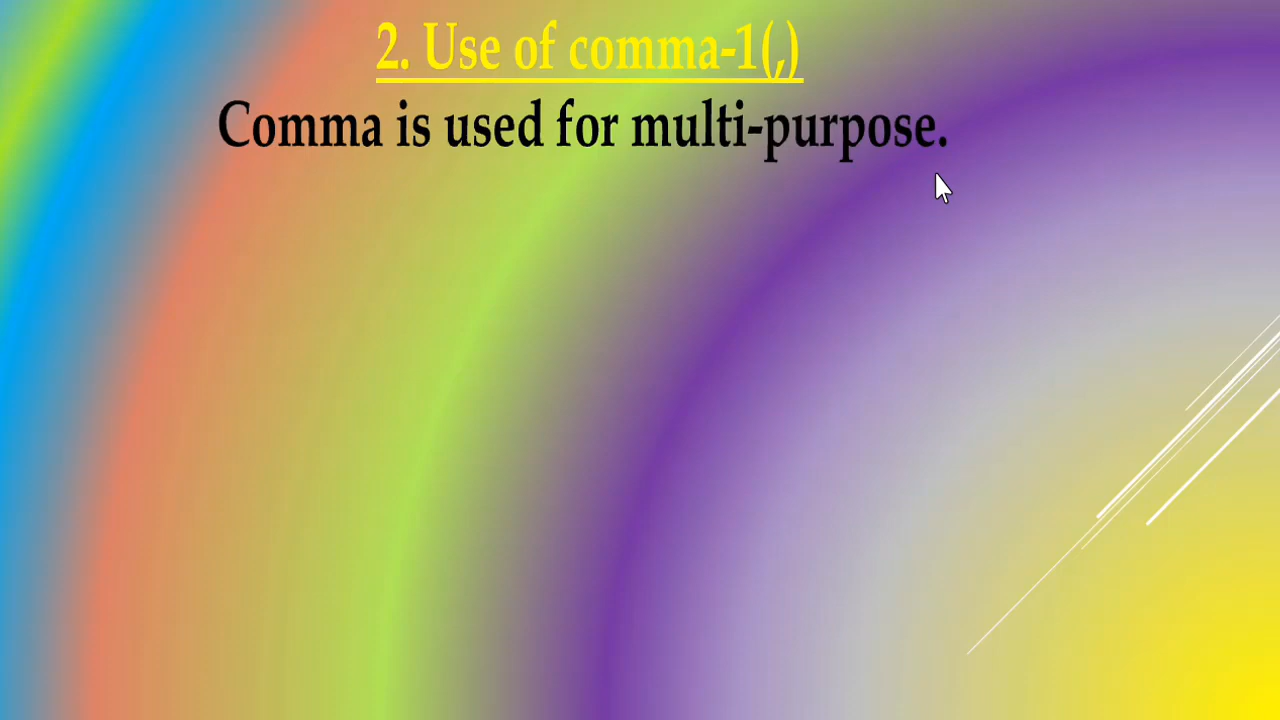 2. Use of comma-1(,)
Comma is used for multi-purpose.